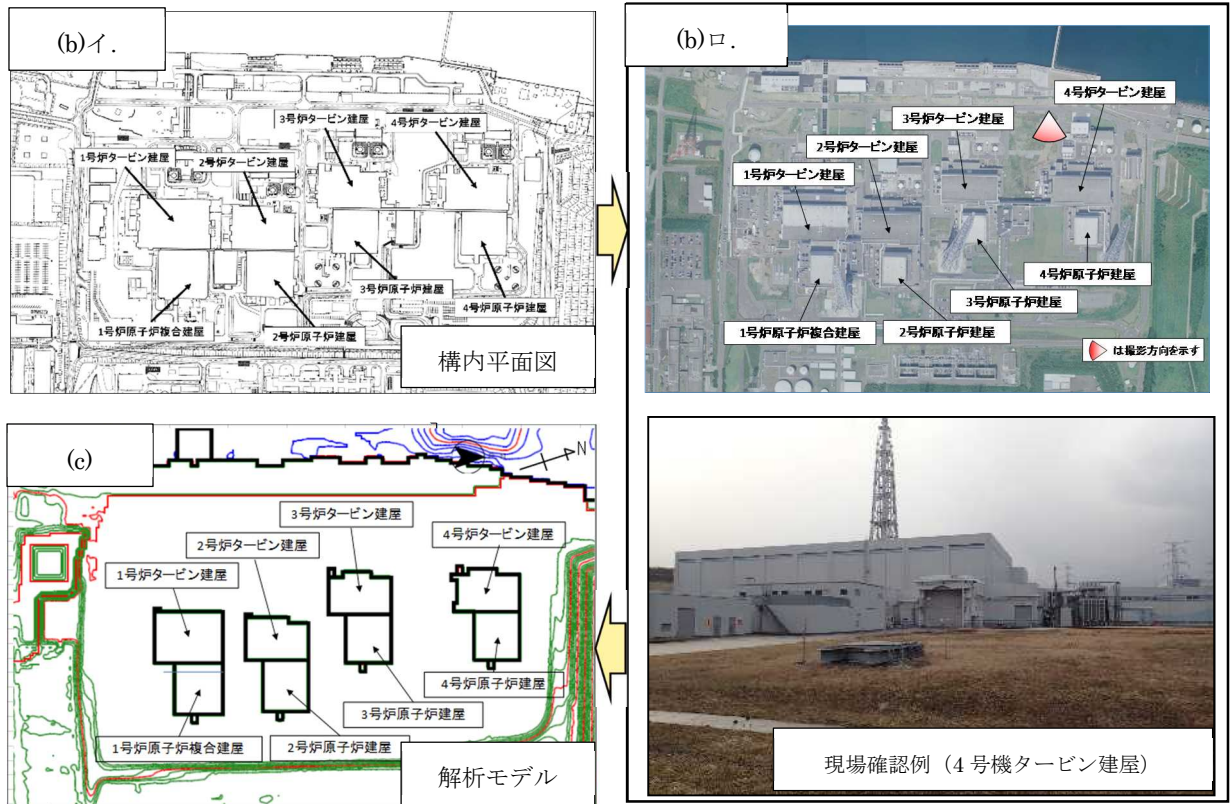 (b)イ.
3号炉タービン建屋
4号炉タービン建屋
1号炉タービン建屋
2号炉タービン建屋
3号炉原子炉建屋
4号炉原子炉建屋
1号炉原子炉複合建屋
2号炉原子炉建屋
構内平面図
(b)ロ.
4号炉タービン建屋
3号炉タービン建屋
2号炉タービン建屋
1号炉タービン建屋
4号炉原子炉建屋
3号炉原子炉建屋
1号炉原子炉複合建屋
2号炉原子炉建屋
は撮影方向を示す
(c)
N
3号炉タービン建屋
4号炉タービン建屋
2号炉タービン建屋
1号炉タービン建屋
4号炉原子炉建屋
3号炉原子炉建屋
1号炉原子炉複合建屋
2号炉原子炉建屋
解析モデル
現場確認例（4 号機タービン建屋）